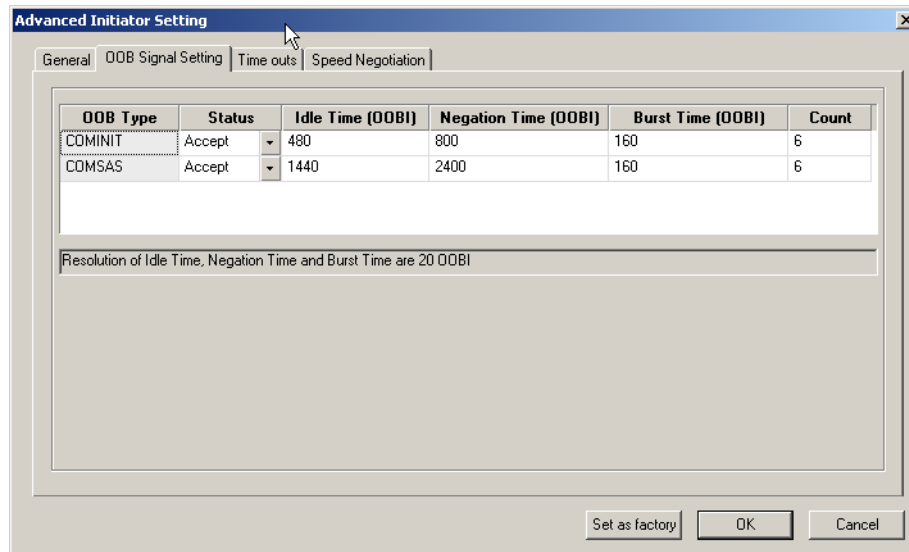 Advanced Initiator Setting
General OOB Signal Setting Time outs Speed Negotiation
OOB Type Status Idle Time (OOBI) Negation Time (OOBI) Burst Time (OOBI) Count
COMINIT Accept 480 800 160 6
COMSAS Accept 1440 2400 160 6
Resolution of Idle Time, Negation Time and Burst Time are 20 OOBI
Set as factory OK Cancel